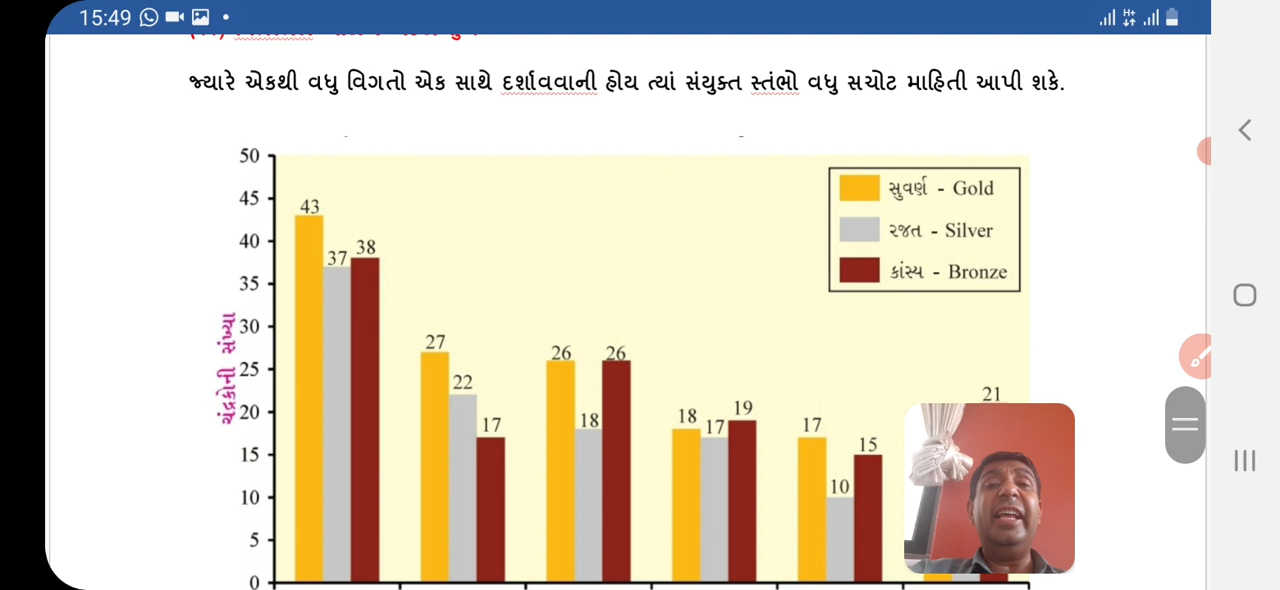 15:49
જ્યારે એકથી વધુ વિગતો એક સાથે દર્શાવવાની હોય ત્યાં સંયુક્ત સ્તંભો વધુ સચોટ માહિતી આપી શકે.
ચંદ્રકોની સંખ્યા
50
45
40
35
30
25
20
15
10
5
0
43 37 38
27 22 17
26 18 26
18 17 19
17 10 15
21
સુવર્ણ - Gold
રજત - Silver
કાંસ્ય - Bronze